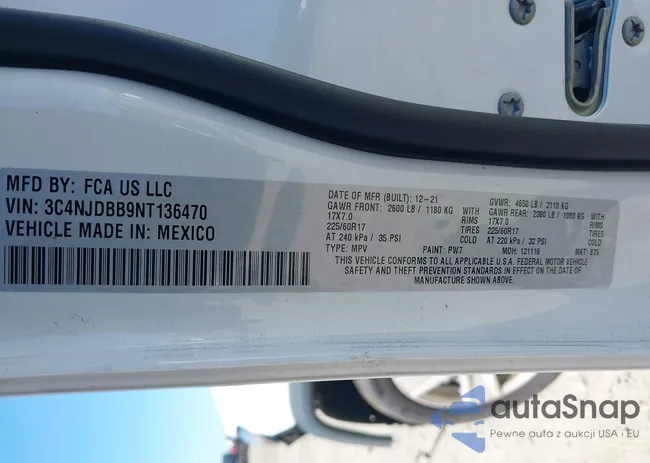 MFD BY: FCA US LLC
VIN: 3C4NJDBB9NT136470
VEHICLE MADE IN: MEXICO
DATE OF MFR (BUILT): 12-21
GAWR FRONT: 2600 LB / 1180 KG WITH
17X7.0 RIMS
225/60R17 TIRES
AT 240 kPa / 35 PSI COLD
TYPE: MPV PAINT: PW7
GVWR: 4650 LB / 2110 KG
GAWR REAR: 2380 LB / 1080 KG WITH
17X7.0 RIMS
225/60R17 TIRES
AT 220 kPa / 32 PSI COLD
MDH: 121116 MKT: 875
THIS VEHICLE CONFORMS TO ALL APPLICABLE U.S.A. FEDERAL MOTOR VEHICLE
SAFETY AND THEFT PREVENTION STANDARDS IN EFFECT ON THE DATE OF
MANUFACTURE SHOWN ABOVE.
autaSnap
Pewne auta z aukcji USA i EU